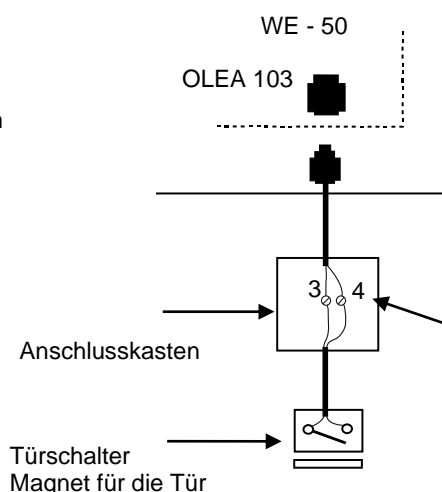 WE - 50
OLEA 103
n
3 4
Anschlusskasten
Türschalter
Magnet für die Tür